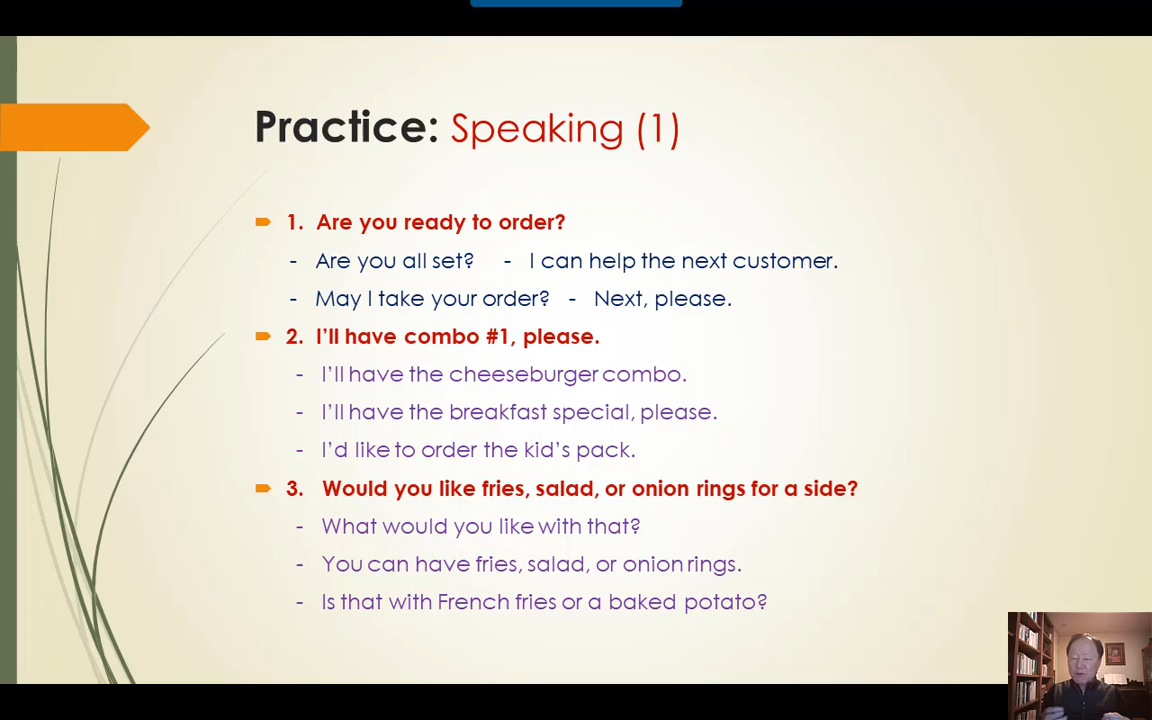 Practice: Speaking (1)
1. Are you ready to order?
- Are you all set? - I can help the next customer.
- May I take your order? - Next, please.
2. I'll have combo #1, please.
- I'll have the cheeseburger combo.
- I'll have the breakfast special, please.
- I'd like to order the kid's pack.
3. Would you like fries, salad, or onion rings for a side?
- What would you like with that?
- You can have fries, salad, or onion rings.
- Is that with French fries or a baked potato?